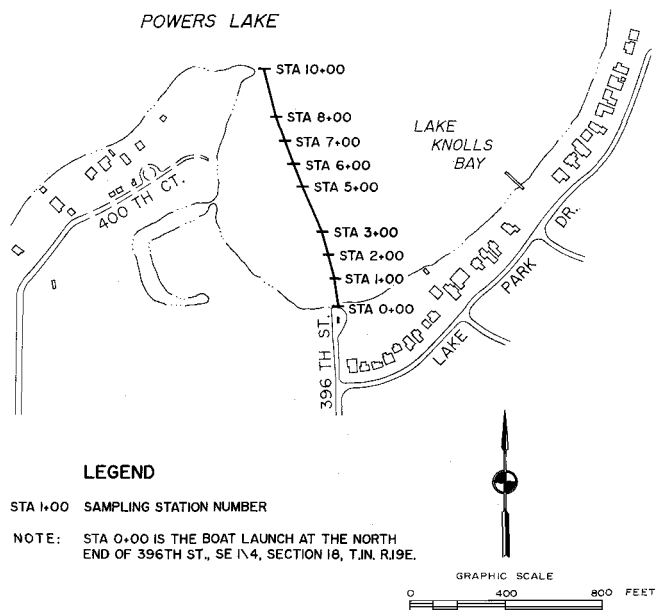 POWERS LAKE
STA 10+00
STA 8+00
STA 7+00
STA 6+00
STA 5+00
STA 3+00
STA 2+00
STA 1+00
STA 0+00
LAKE
KNOLLS
BAY
400 TH CT.
396 TH ST.
LAKE PARK DR.
LEGEND
STA 1+00 SAMPLING STATION NUMBER
NOTE: STA 0+00 IS THE BOAT LAUNCH AT THE NORTH
END OF 396TH ST., SE 1\4, SECTION 18, T.IN. R.19E.
GRAPHIC SCALE
0 400 800 FEET